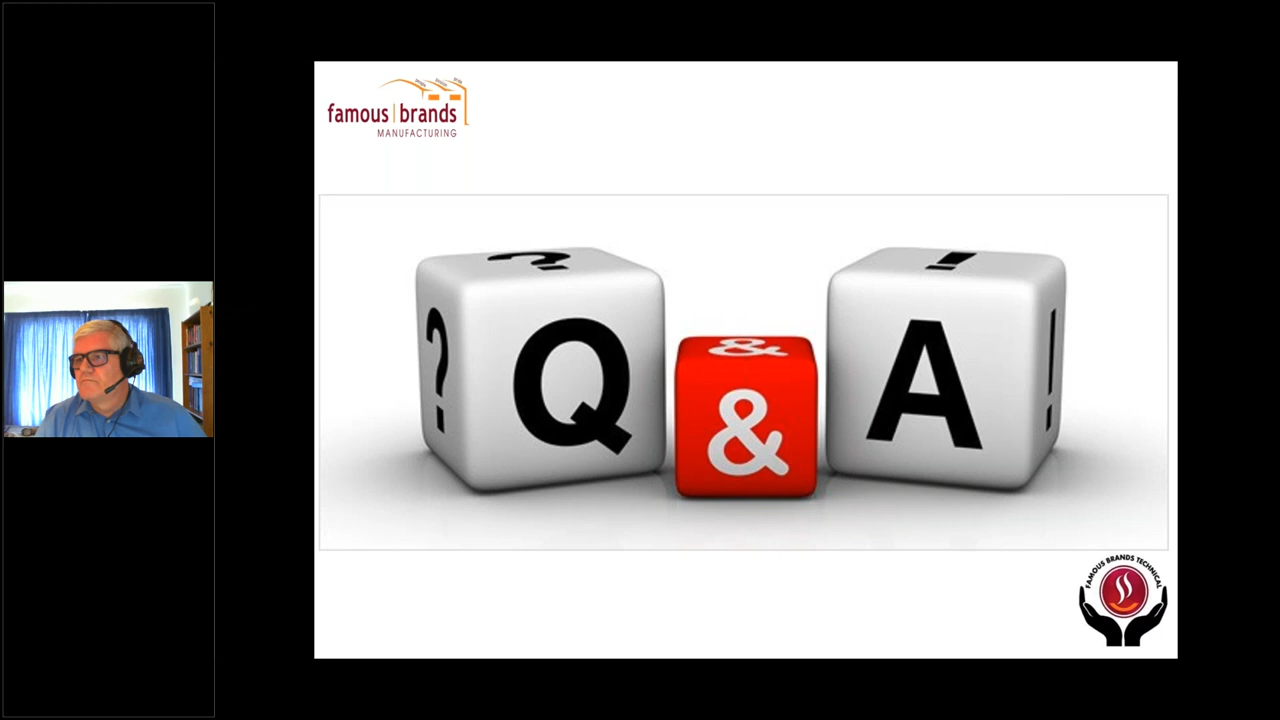 famous brands
MANUFACTURING
? ? Q & & A ! !
FAMOUS BRANDS TECHNICAL